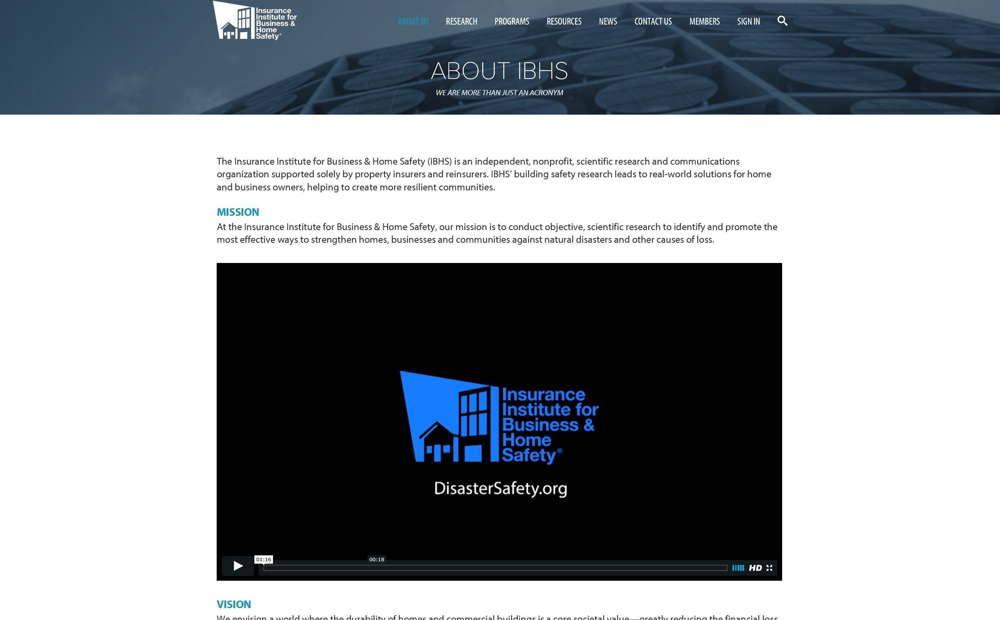 Insurance
Institute for
Business &
Home
Safety®
ABOUT US RESEARCH PROGRAMS RESOURCES NEWS CONTACT US MEMBERS SIGN IN
ABOUT IBHS
WE ARE MORE THAN JUST AN ACRONYM
The Insurance Institute for Business & Home Safety (IBHS) is an independent, nonprofit, scientific research and communications
organization supported solely by property insurers and reinsurers. IBHS’ building safety research leads to real-world solutions for home
and business owners, helping to create more resilient communities.
MISSION
At the Insurance Institute for Business & Home Safety, our mission is to conduct objective, scientific research to identify and promote the
most effective ways to strengthen homes, businesses and communities against natural disasters and other causes of loss.
Insurance
Institute for
Business &
Home
Safety®
DisasterSafety.org
01:16 00:18
HD
VISION
We envision a world where the durability of homes and commercial buildings is a core societal value—greatly reducing the financial loss